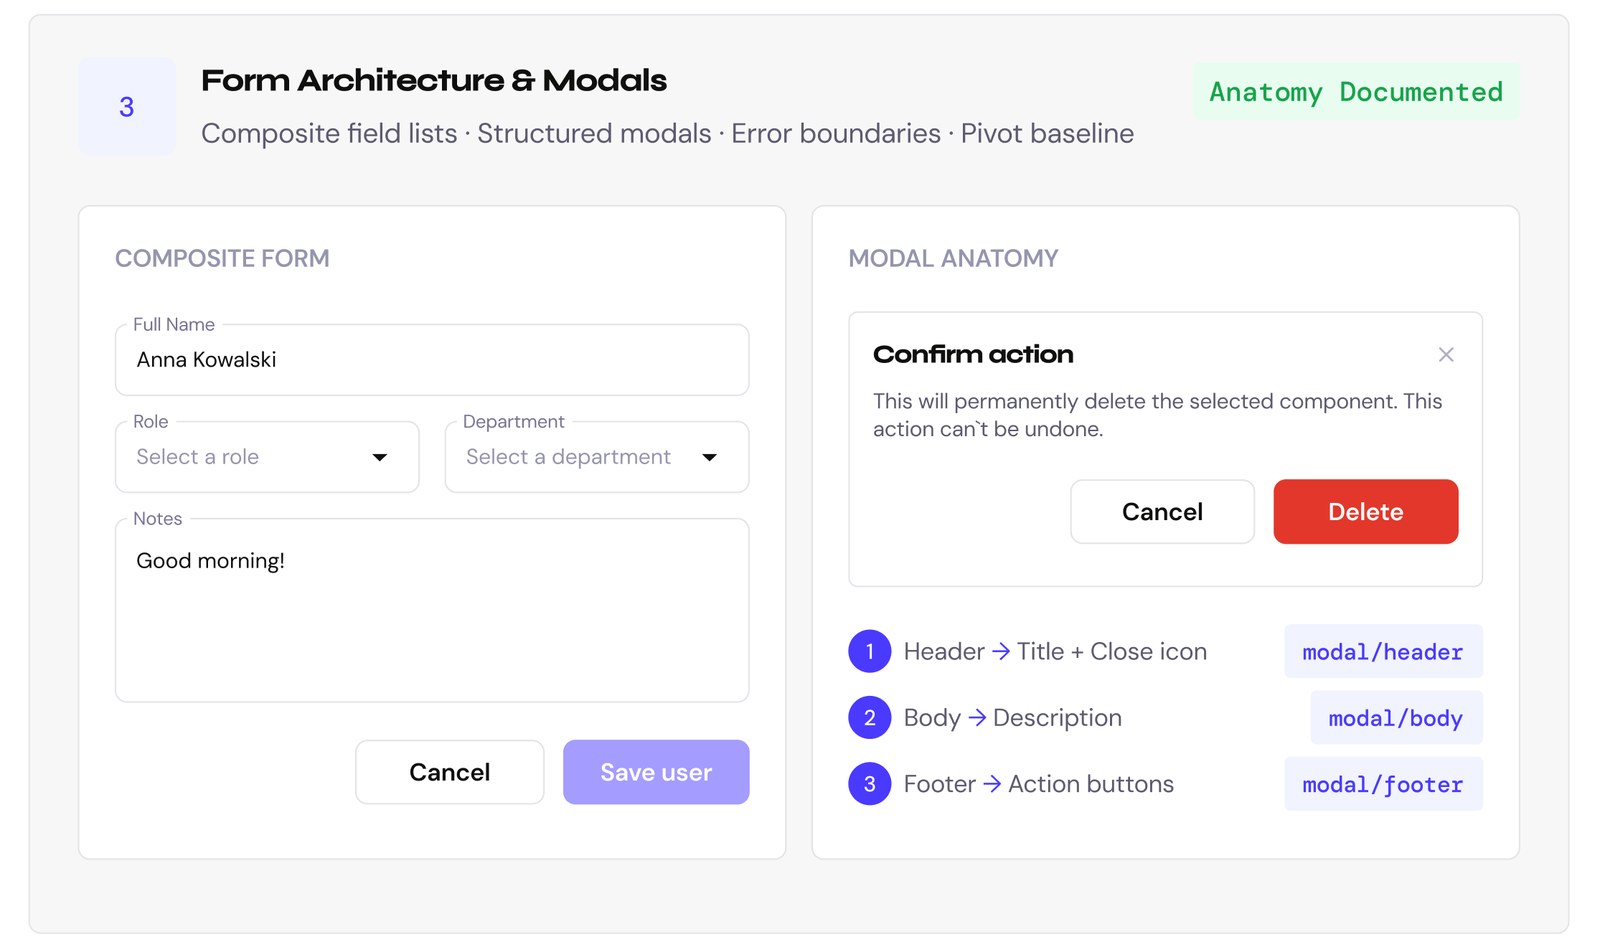 3
Form Architecture & Modals
Composite field lists · Structured modals · Error boundaries · Pivot baseline
Anatomy Documented
COMPOSITE FORM
Full Name
Anna Kowalski
Role
Select a role
Department
Select a department
Notes
Good morning!
Cancel
Save user
MODAL ANATOMY
Confirm action
This will permanently delete the selected component. This
action can`t be undone.
Cancel
Delete
1 Header → Title + Close icon modal/header
2 Body → Description modal/body
3 Footer → Action buttons modal/footer